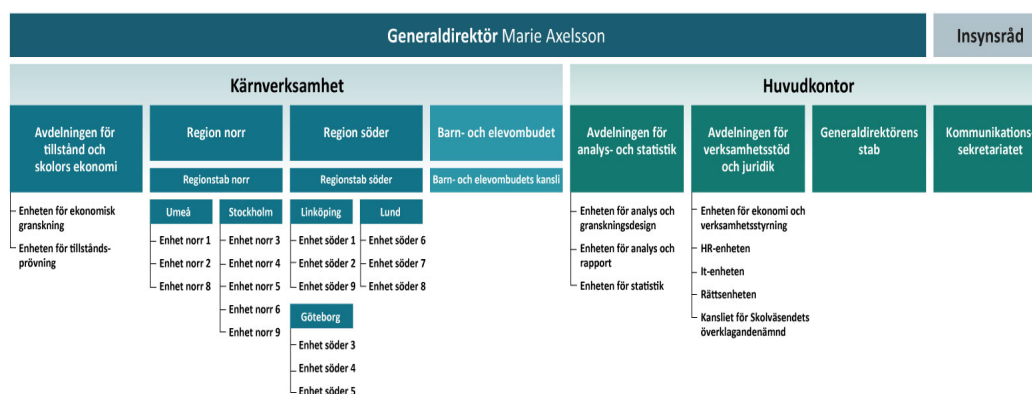 Generaldirektör Marie Axelsson
Insynsråd
Kärnverksamhet
Huvudkontor
Avdelningen för
tillstånd och
skolors ekonomi
Enheten för ekonomisk
granskning
Enheten för tillstånds-
prövning
Region norr
Regionstab norr
Umeå
Enhet norr 1
Enhet norr 2
Enhet norr 8
Stockholm
Enhet norr 3
Enhet norr 4
Enhet norr 5
Enhet norr 6
Enhet norr 9
Region söder
Regionstab söder
Linköping
Enhet söder 1
Enhet söder 2
Enhet söder 9
Göteborg
Enhet söder 3
Enhet söder 4
Enhet söder 5
Lund
Enhet söder 6
Enhet söder 7
Enhet söder 8
Barn- och elevombudet
Barn- och elevombudets kansli
Avdelningen för
analys- och statistik
Enheten för analys och
granskningsdesign
Enheten för analys och
rapport
Enheten för statistik
Avdelningen för
verksamhetsstöd
och juridik
Enheten för ekonomi och
verksamhetsstyrning
HR-enheten
It-enheten
Rättsenheten
Kansliet för Skolväsendets
överklagandenämnd
Generaldirektörens
stab
Kommunikations-
sekretariatet